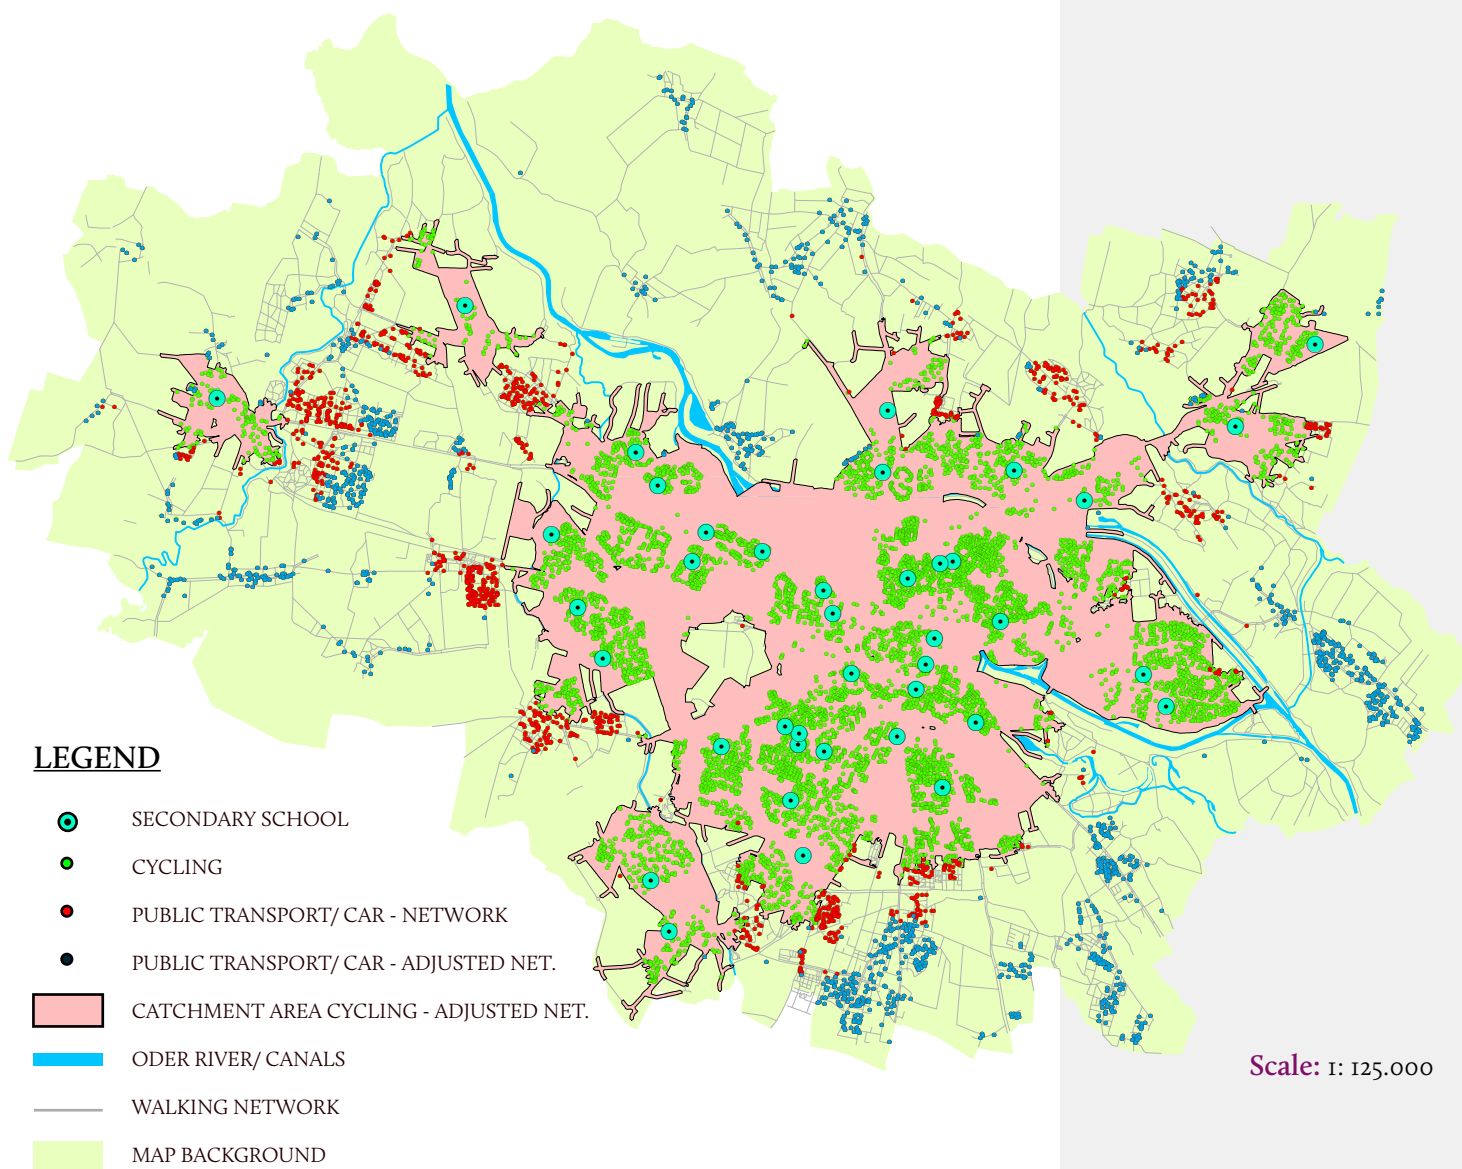 LEGEND
SECONDARY SCHOOL
CYCLING
PUBLIC TRANSPORT/ CAR - NETWORK
PUBLIC TRANSPORT/ CAR - ADJUSTED NET.
CATCHMENT AREA CYCLING - ADJUSTED NET.
ODER RIVER/ CANALS
WALKING NETWORK
MAP BACKGROUND
Scale: 1: 125.000